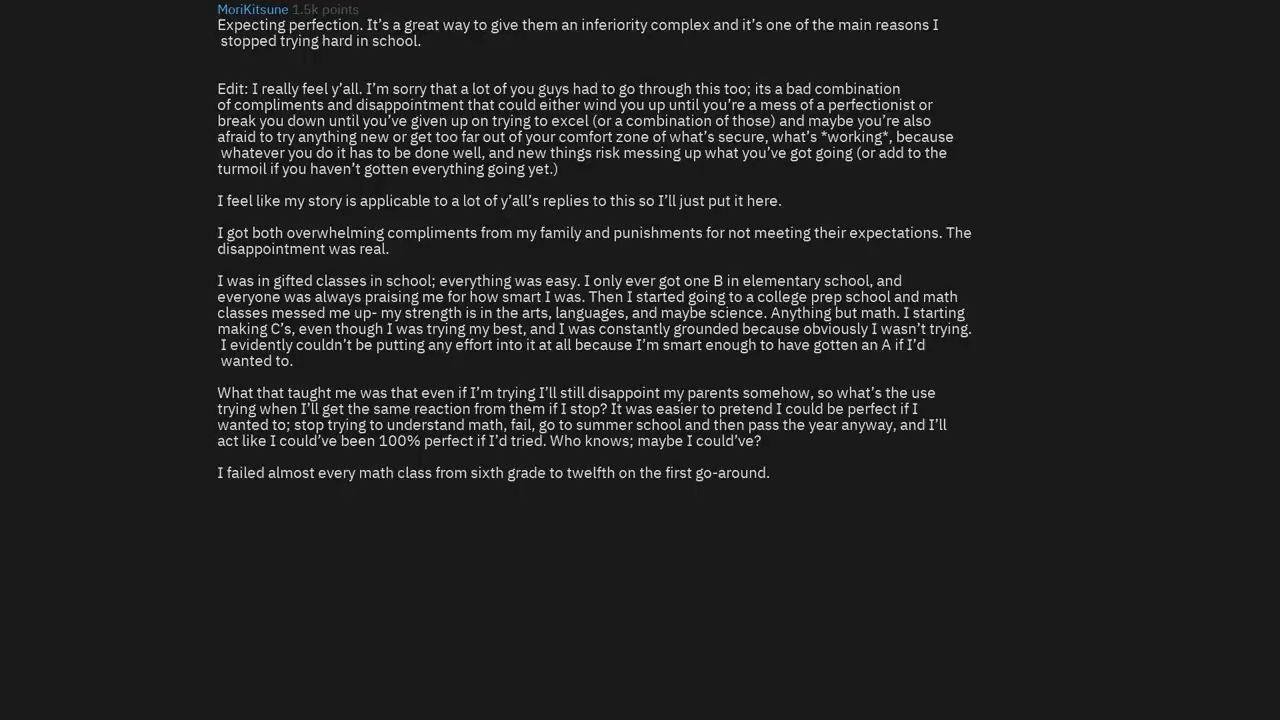 MoriKitsune 1.5k points
Expecting perfection. It’s a great way to give them an inferiority complex and it’s one of the main reasons I
stopped trying hard in school.
Edit: I really feel y’all. I’m sorry that a lot of you guys had to go through this too; its a bad combination
of compliments and disappointment that could either wind you up until you’re a mess of a perfectionist or
break you down until you’ve given up on trying to excel (or a combination of those) and maybe you’re also
afraid to try anything new or get too far out of your comfort zone of what’s secure, what’s *working*, because
whatever you do it has to be done well, and new things risk messing up what you’ve got going (or add to the
turmoil if you haven’t gotten everything going yet.)
I feel like my story is applicable to a lot of y’all’s replies to this so I’ll just put it here.
I got both overwhelming compliments from my family and punishments for not meeting their expectations. The
disappointment was real.
I was in gifted classes in school; everything was easy. I only ever got one B in elementary school, and
everyone was always praising me for how smart I was. Then I started going to a college prep school and math
classes messed me up- my strength is in the arts, languages, and maybe science. Anything but math. I starting
making C’s, even though I was trying my best, and I was constantly grounded because obviously I wasn’t trying.
I evidently couldn’t be putting any effort into it at all because I’m smart enough to have gotten an A if I’d
wanted to.
What that taught me was that even if I’m trying I’ll still disappoint my parents somehow, so what’s the use
trying when I’ll get the same reaction from them if I stop? It was easier to pretend I could be perfect if I
wanted to; stop trying to understand math, fail, go to summer school and then pass the year anyway, and I’ll
act like I could’ve been 100% perfect if I’d tried. Who knows; maybe I could’ve?
I failed almost every math class from sixth grade to twelfth on the first go-around.